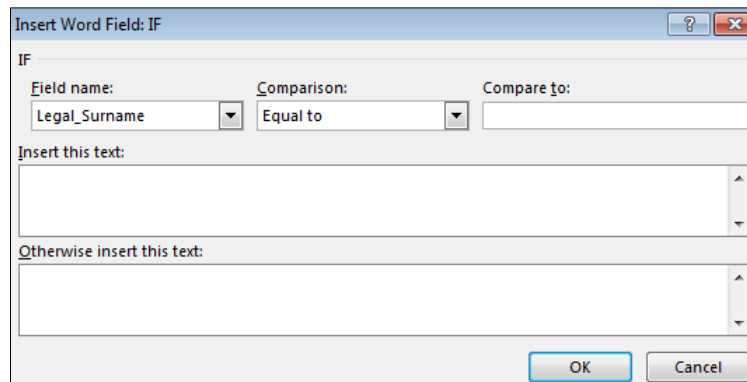 Insert Word Field: IF
IF
Field name: Comparison: Compare to:
Legal_Surname Equal to
Insert this text:
Otherwise insert this text:
OK Cancel